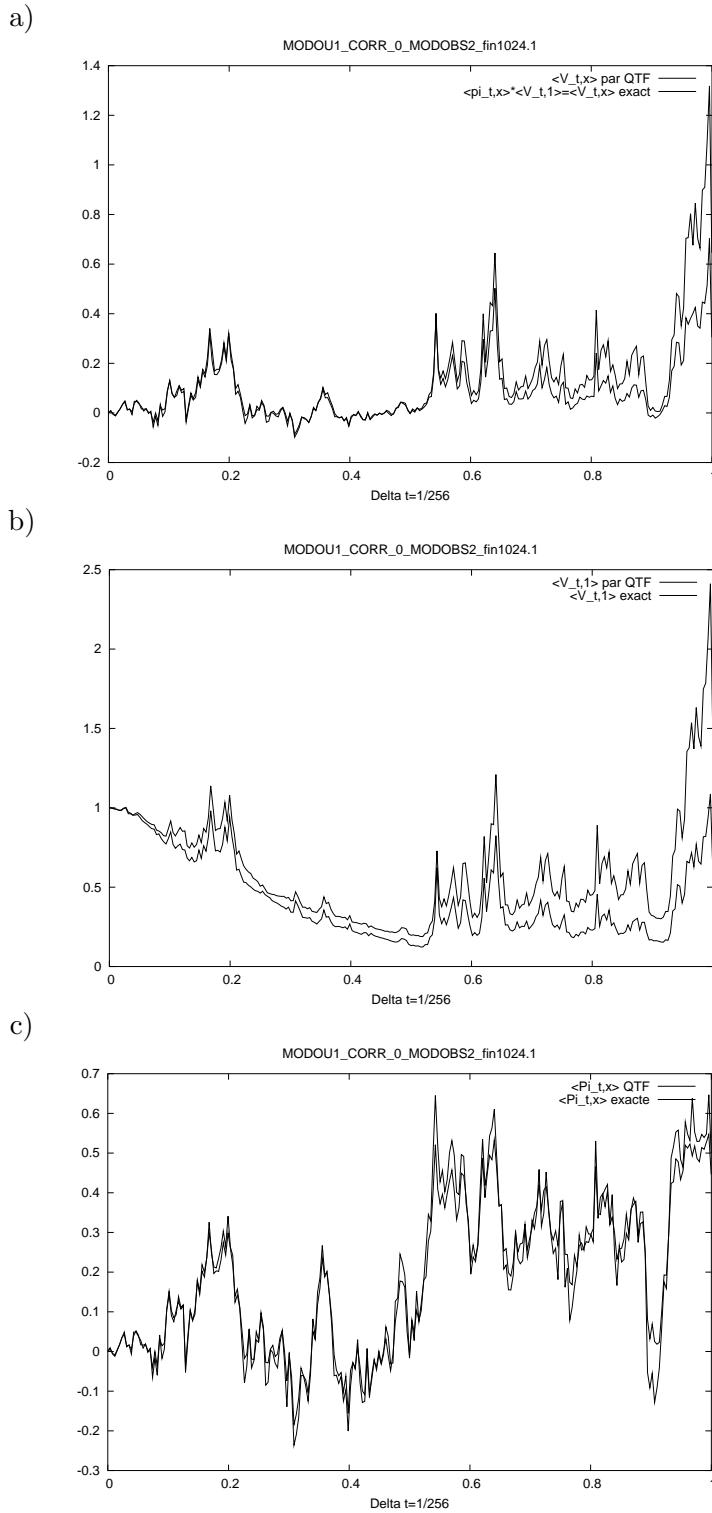 a)
MODOU1_CORR_0_MODOBS2_fin1024.1
1.4
<V_t,x> par QTF
<pi_t,x>*<V_t,1>=<V_t,x> exact
1.2
1
0.8
0.6
0.4
0.2
0
-0.2
0 0.2 0.4 0.6 0.8 1
Delta t=1/256
b)
MODOU1_CORR_0_MODOBS2_fin1024.1
2.5
<V_t,1> par QTF
<V_t,1> exact
2
1.5
1
0.5
0
0 0.2 0.4 0.6 0.8 1
Delta t=1/256
c)
MODOU1_CORR_0_MODOBS2_fin1024.1
0.7
<Pi_t,x> QTF
<Pi_t,x> exacte
0.6
0.5
0.4
0.3
0.2
0.1
0
-0.1
-0.2
-0.3
0 0.2 0.4 0.6 0.8 1
Delta t=1/256